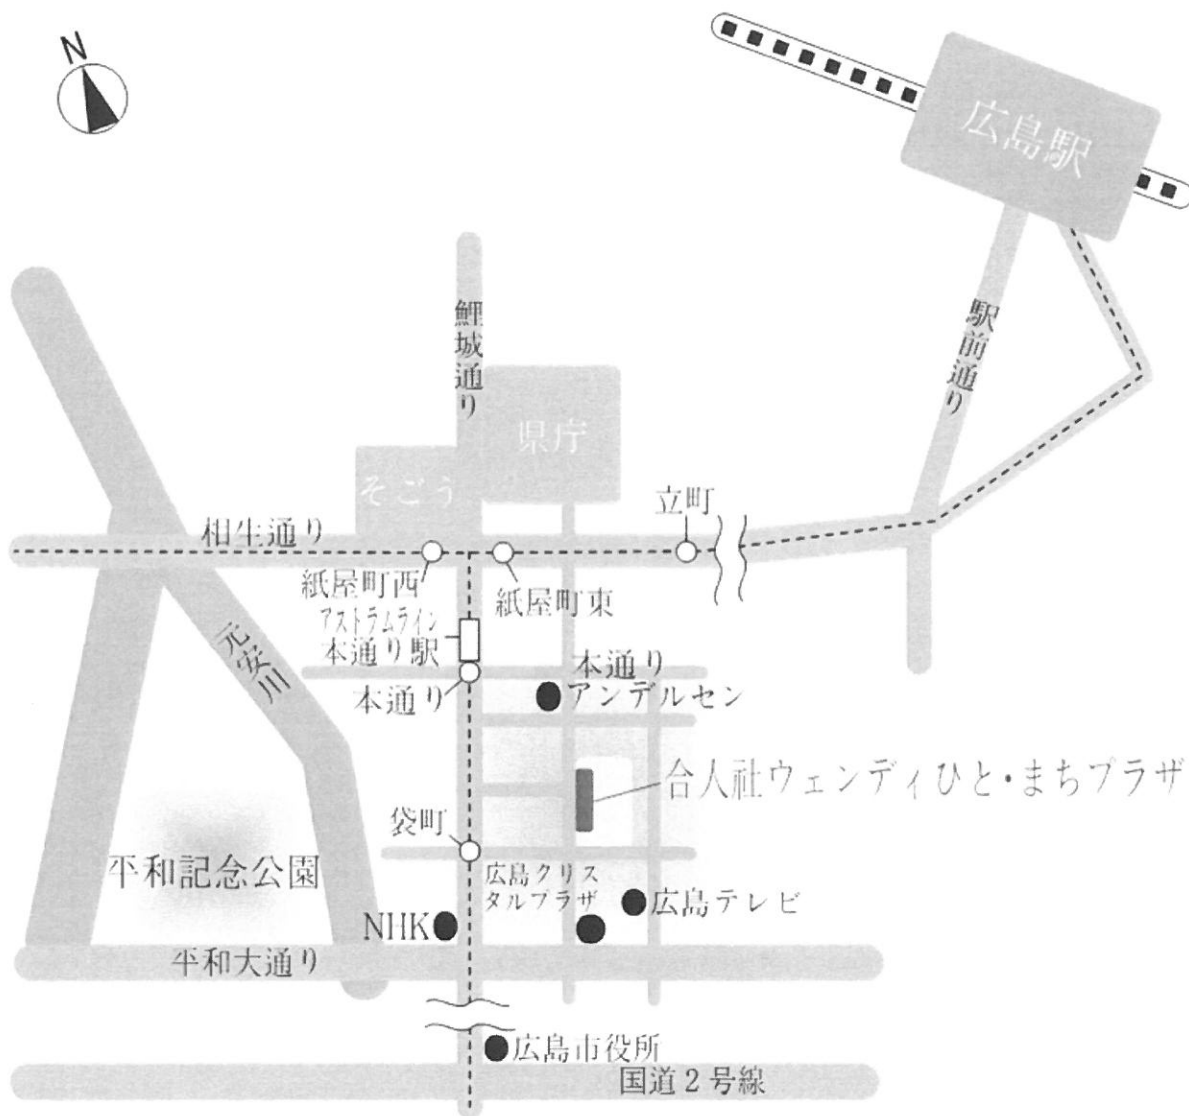 N
広島駅
鯉城通り
駅前通り
県庁
そごう
立町
相生通り
紙屋町西
紙屋町東
アストラムライン
本通り駅
元安川
本通り
本通り
アンデルセン
合人社ウェンディひと・まちプラザ
袋町
平和記念公園
広島クリス
タルプラザ
広島テレビ
NHK
平和大通り
広島市役所
国道2号線